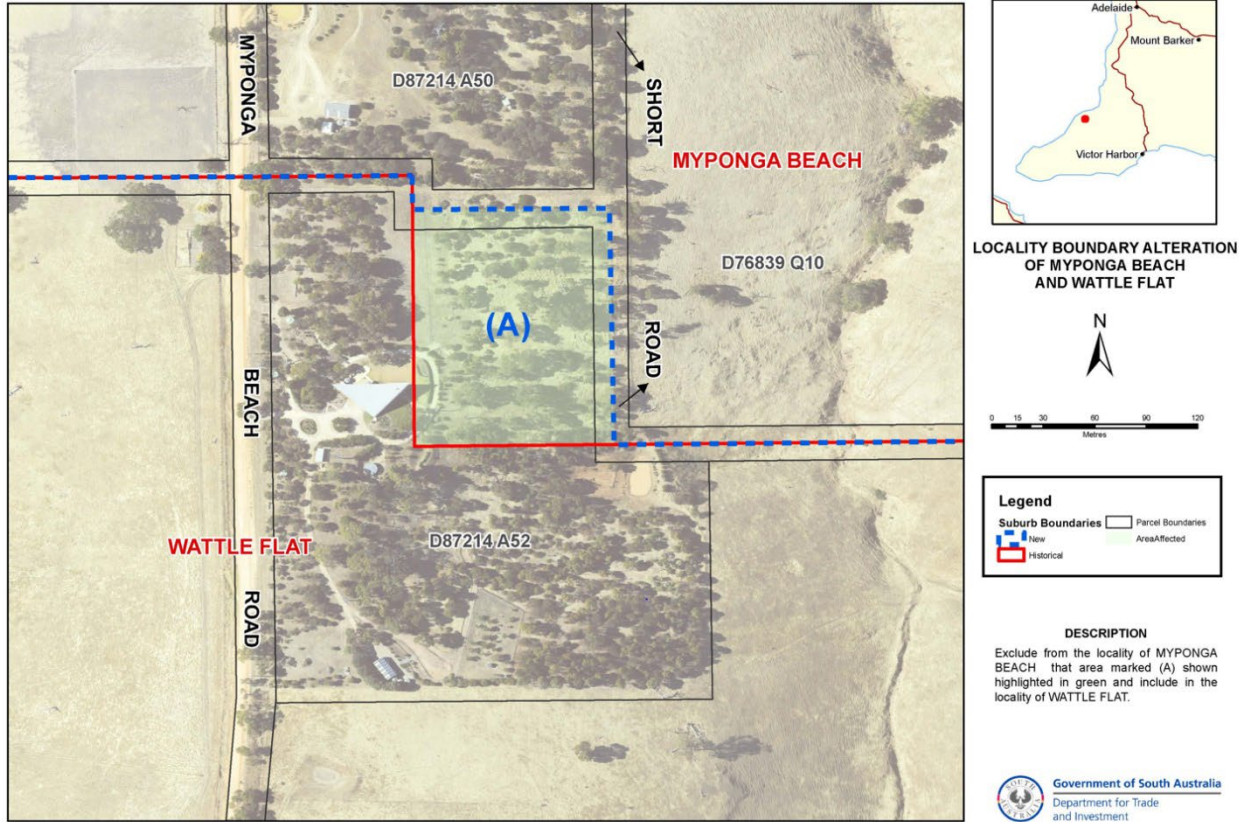 MYPONGA
BEACH
ROAD
D87214 A50
SHORT
ROAD
MYPONGA BEACH
D76839 Q10
(A)
WATTLE FLAT
D87214 A52
Adelaide
Mount Barker
Victor Harbor
LOCALITY BOUNDARY ALTERATION
OF MYPONGA BEACH
AND WATTLE FLAT
N
0 15 30 60 90 120
Metres
Legend
Suburb Boundaries
New
Historical
Parcel Boundaries
AreaAffected
DESCRIPTION
Exclude from the locality of MYPONGA
BEACH that area marked (A) shown
highlighted in green and include in the
locality of WATTLE FLAT.
SOUTH
AUSTRALIA
Government of South Australia
Department for Trade
and Investment